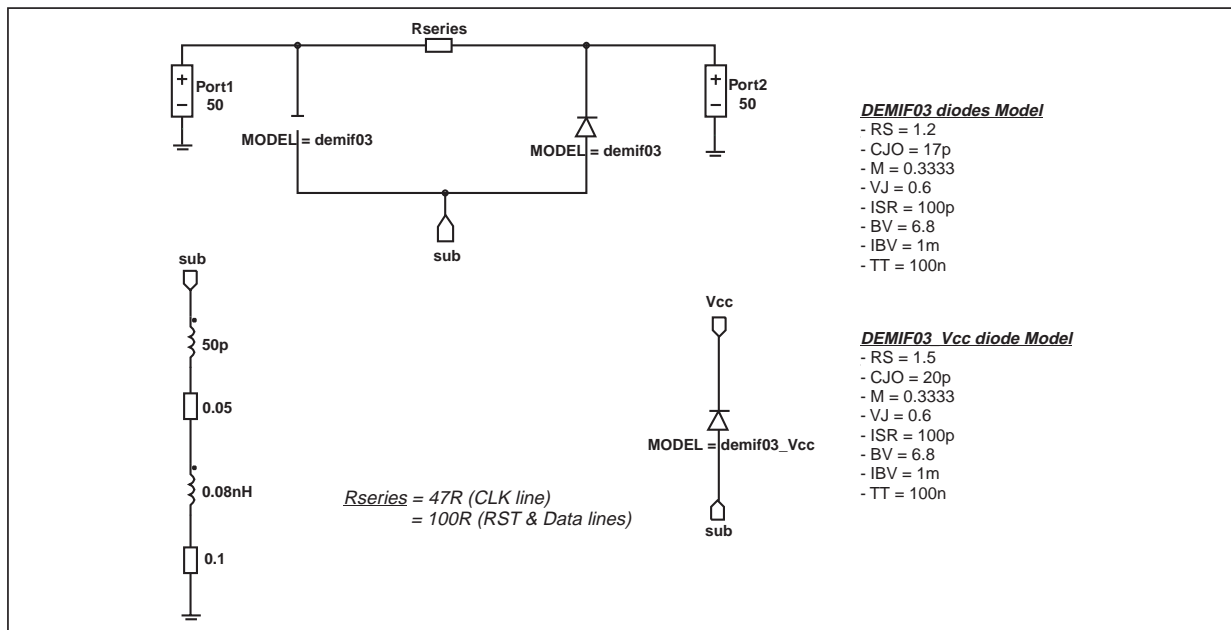 Rseries
+
−
Port1
50
+
−
Port2
50
MODEL = demif03
MODEL = demif03
sub
DEMIF03 diodes Model
- RS = 1.2
- CJO = 17p
- M = 0.3333
- VJ = 0.6
- ISR = 100p
- BV = 6.8
- IBV = 1m
- TT = 100n
sub
50p
0.05
0.08nH
0.1
Rseries = 47R (CLK line)
= 100R (RST & Data lines)
Vcc
MODEL = demif03_Vcc
sub
DEMIF03_Vcc diode Model
- RS = 1.5
- CJO = 20p
- M = 0.3333
- VJ = 0.6
- ISR = 100p
- BV = 6.8
- IBV = 1m
- TT = 100n